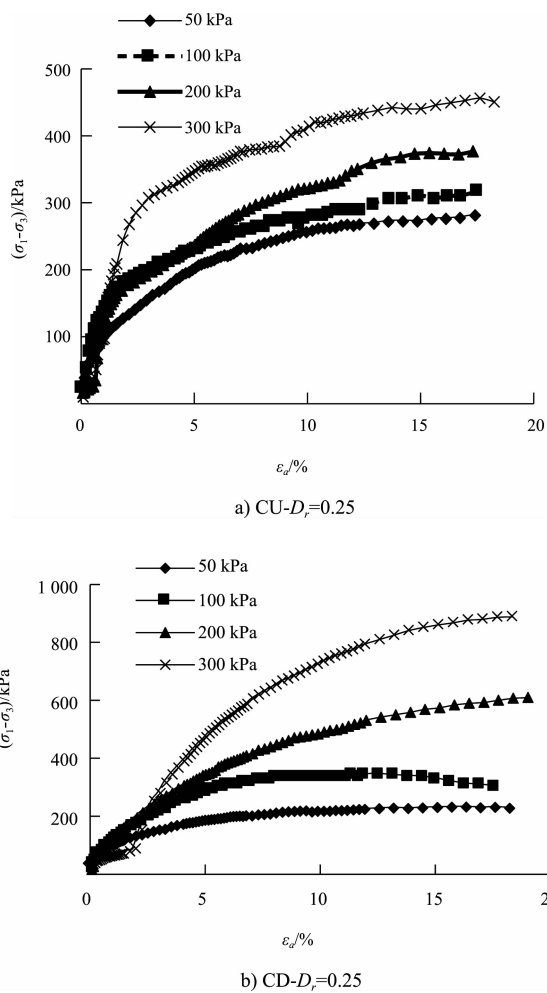 50 kPa
100 kPa
200 kPa
300 kPa
(σ₁-σ₃)/kPa
500
400
300
200
100
0 5 10 15 20
εₐ/%
a) CU-Dᵣ=0.25
50 kPa
100 kPa
200 kPa
300 kPa
(σ₁-σ₃)/kPa
1 000
800
600
400
200
0 5 10 15 2
εₐ/%
b) CD-Dᵣ=0.25